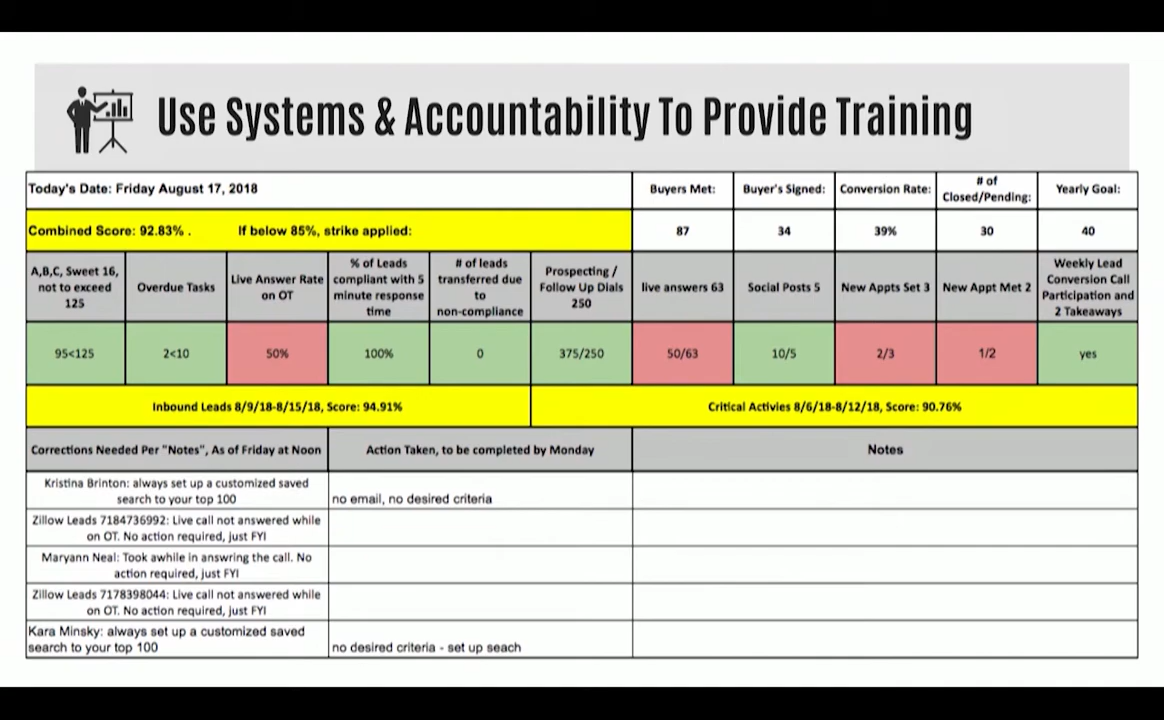 Use Systems & Accountability To Provide Training
Today's Date: Friday August 17, 2018
Buyers Met:
Buyer's Signed:
Conversion Rate:
# of
Closed/Pending:
Yearly Goal:
Combined Score: 92.83% .
If below 85%, strike applied:
87
34
39%
30
40
A,B,C, Sweet 16,
not to exceed
125
Overdue Tasks
Live Answer Rate
on OT
% of Leads
compliant with 5
minute response
time
# of leads
transferred due
to
non-compliance
Prospecting /
Follow Up Dials
250
live answers 63
Social Posts 5
New Appts Set 3
New Appt Met 2
Weekly Lead
Conversion Call
Participation and
2 Takeaways
95<125
2<10
50%
100%
0
375/250
50/63
10/5
2/3
1/2
yes
Inbound Leads 8/9/18-8/15/18, Score: 94.91%
Critical Activies 8/6/18-8/12/18, Score: 90.76%
Corrections Needed Per "Notes", As of Friday at Noon
Action Taken, to be completed by Monday
Notes
Kristina Brinton: always set up a customized saved
search to your top 100
no email, no desired criteria
Zillow Leads 7184736992: Live call not answered while
on OT. No action required, just FYI
Maryann Neal: Took awhile in answring the call. No
action required, just FYI
Zillow Leads 7178398044: Live call not answered while
on OT. No action required, just FYI
Kara Minsky: always set up a customized saved
search to your top 100
no desired criteria - set up seach